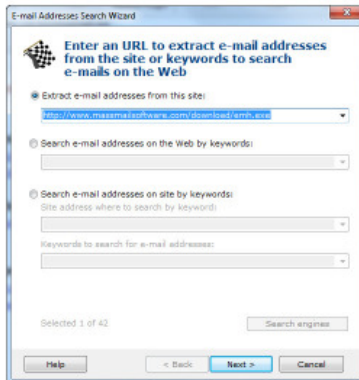 E-mail Addresses Search Wizard
Enter an URL to extract e-mail addresses
from the site or keywords to search
e-mails on the Web
Extract e-mail addresses from this site:
http://www.massmailsoftware.com/download/emh.exe
Search e-mail addresses on the Web by keywords:
Search e-mail addresses on site by keywords:
Site address where to search by keyword:
Keywords to search for e-mail addresses:
Selected 1 of 42
Search engines
Help
< Back
Next >
Cancel